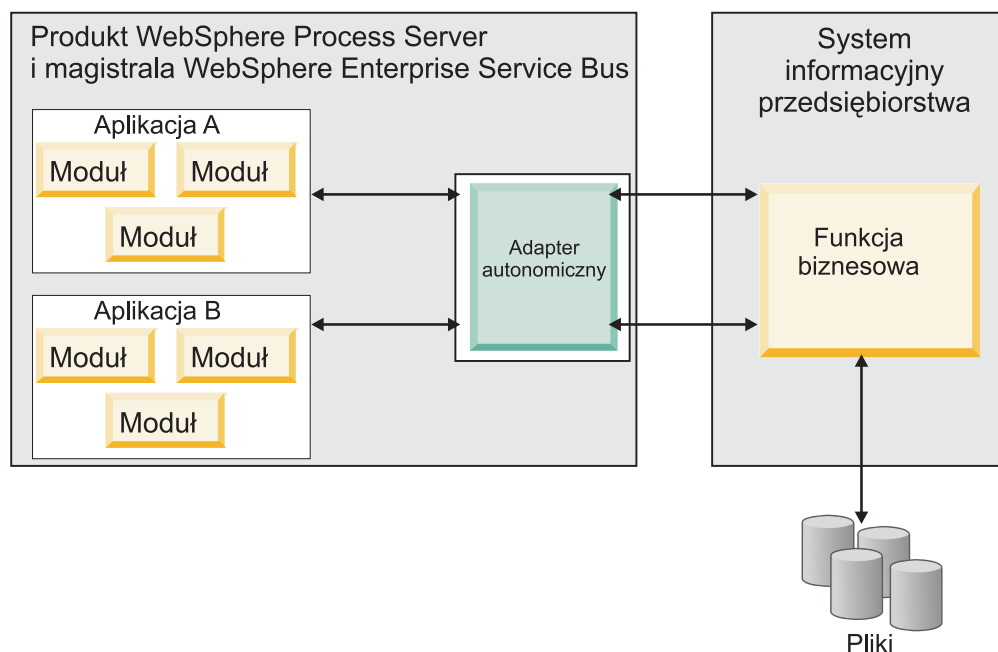 Produkt WebSphere Process Server
i magistrala WebSphere Enterprise Service Bus
Aplikacja A
Moduł
Moduł
Moduł
Aplikacja B
Moduł
Moduł
Moduł
Adapter
autonomiczny
System
informacyjny
przedsiębiorstwa
Funkcja
biznesowa
Pliki